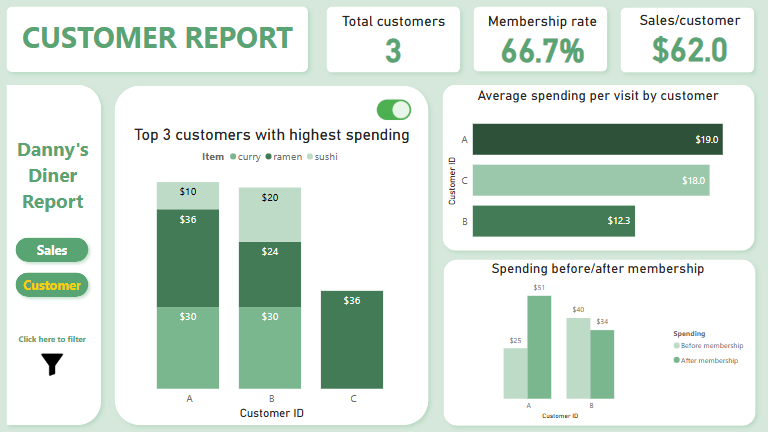 CUSTOMER REPORT
Total customers
3
Membership rate
66.7%
Sales/customer
$62.0
Danny's
Diner
Report
Sales
Customer
Click here to filter
Top 3 customers with highest spending
Item curry ramen sushi
$10
$36
$30
$20
$24
$30
$36
A B C
Customer ID
Average spending per visit by customer
Customer ID
A $19.0
C $18.0
B $12.3
Spending before/after membership
$25
$51
$40
$34
A B
Customer ID
Spending
Before membership
After membership